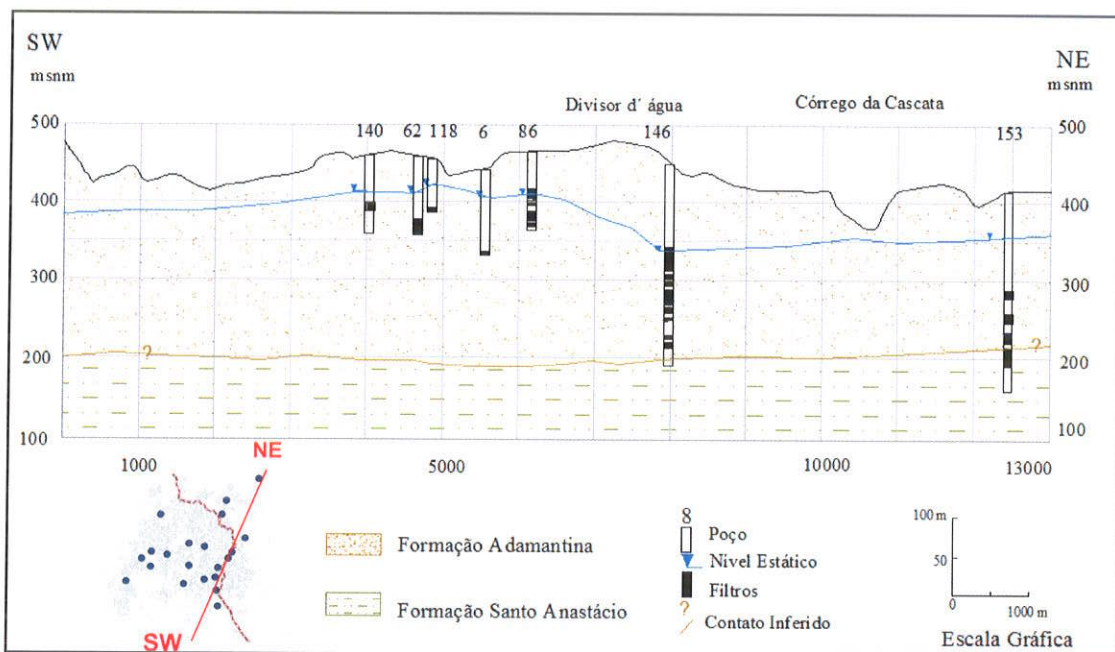 SW
NE
msnm
msnm
Divisor d' água
Córrego da Cascata
500
140
62
118
6
86
146
153
500
400
400
300
300
200
?
?
200
100
100
1000
5000
10000
13000
NE
SW
Formação Adamantina
Formação Santo Anastácio
8
Poço
Nivel Estático
Filtros
?
Contato Inferido
100 m
50
0
1000 m
Escala Gráfica